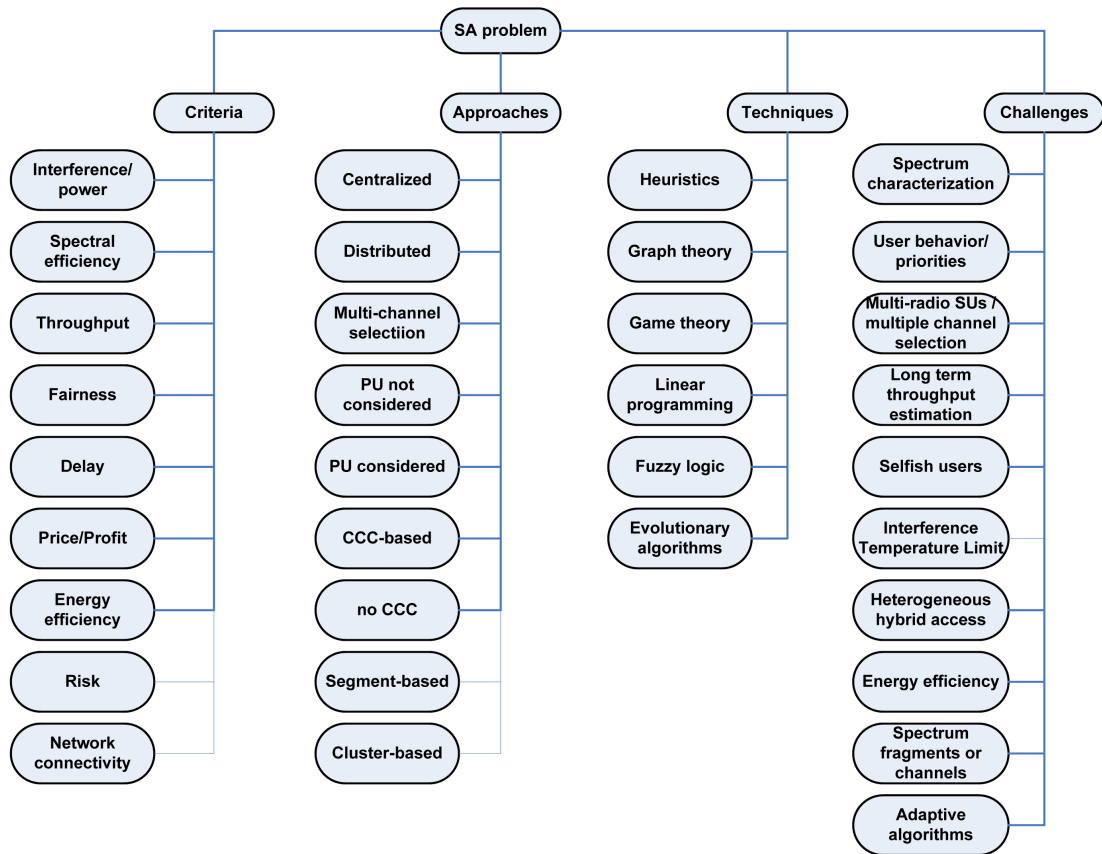 SA problem
Criteria
Interference/
power
Spectral
efficiency
Throughput
Fairness
Delay
Price/Profit
Energy
efficiency
Risk
Network
connectivity
Approaches
Centralized
Distributed
Multi-channel
selectiion
PU not
considered
PU considered
CCC-based
no CCC
Segment-based
Cluster-based
Techniques
Heuristics
Graph theory
Game theory
Linear
programming
Fuzzy logic
Evolutionary
algorithms
Challenges
Spectrum
characterization
User behavior/
priorities
Multi-radio SUs /
multiple channel
selection
Long term
throughput
estimation
Selfish users
Interference
Temperature Limit
Heterogeneous
hybrid access
Energy efficiency
Spectrum
fragments or
channels
Adaptive
algorithms